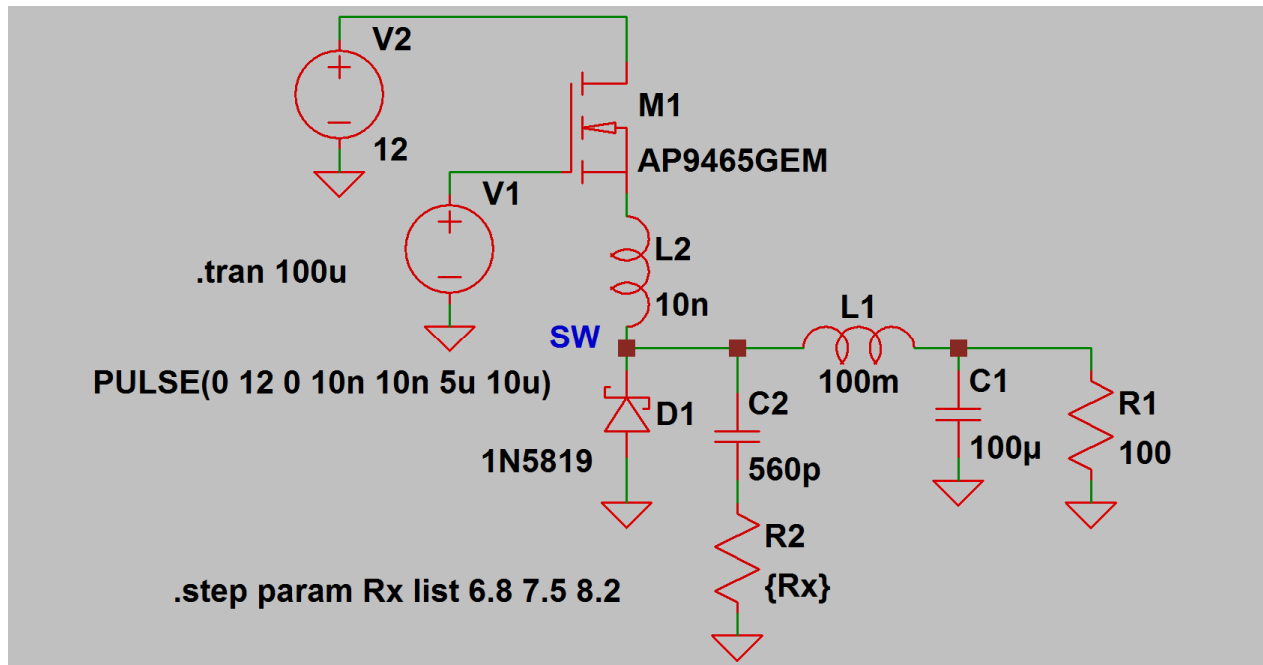 V2
12
M1
AP9465GEM
V1
.tran 100u
L2
10n
SW
L1
100m
PULSE(0 12 0 10n 10n 5u 10u)
D1
1N5819
C2
560p
C1
100µ
R1
100
R2
{Rx}
.step param Rx list 6.8 7.5 8.2